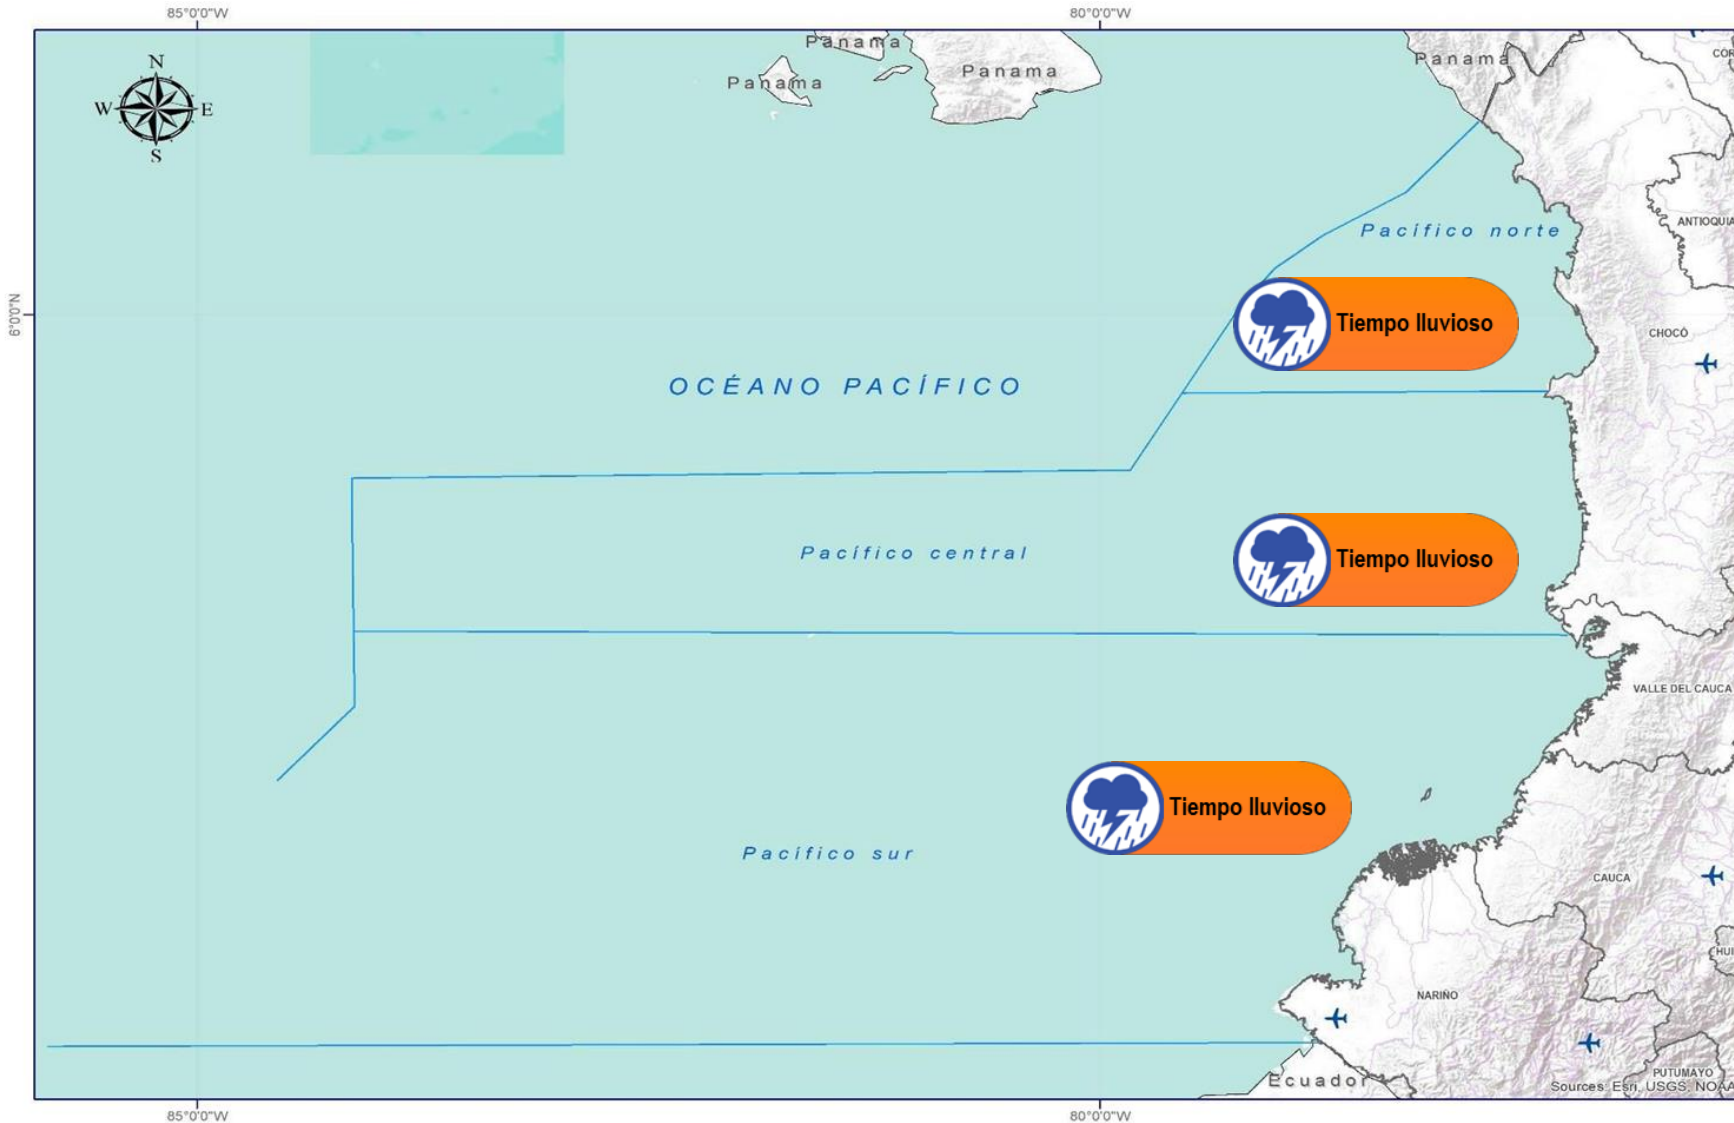 85°0'0"W
80°0'0"W
Panama
Panama
Panama
Panama
N
W
E
S
ANTIOQUIA
Pacífico norte
6°0'0"N
Tiempo lluvioso
CHOCÓ
OCÉANO PACÍFICO
Pacífico central
Tiempo lluvioso
VALLE DEL CAUCA
Tiempo lluvioso
Pacífico sur
CAUCA
HUI
NARIÑO
PUTUMAYO
Ecuador
Sources: Esri, USGS, NOAA
85°0'0"W
80°0'0"W